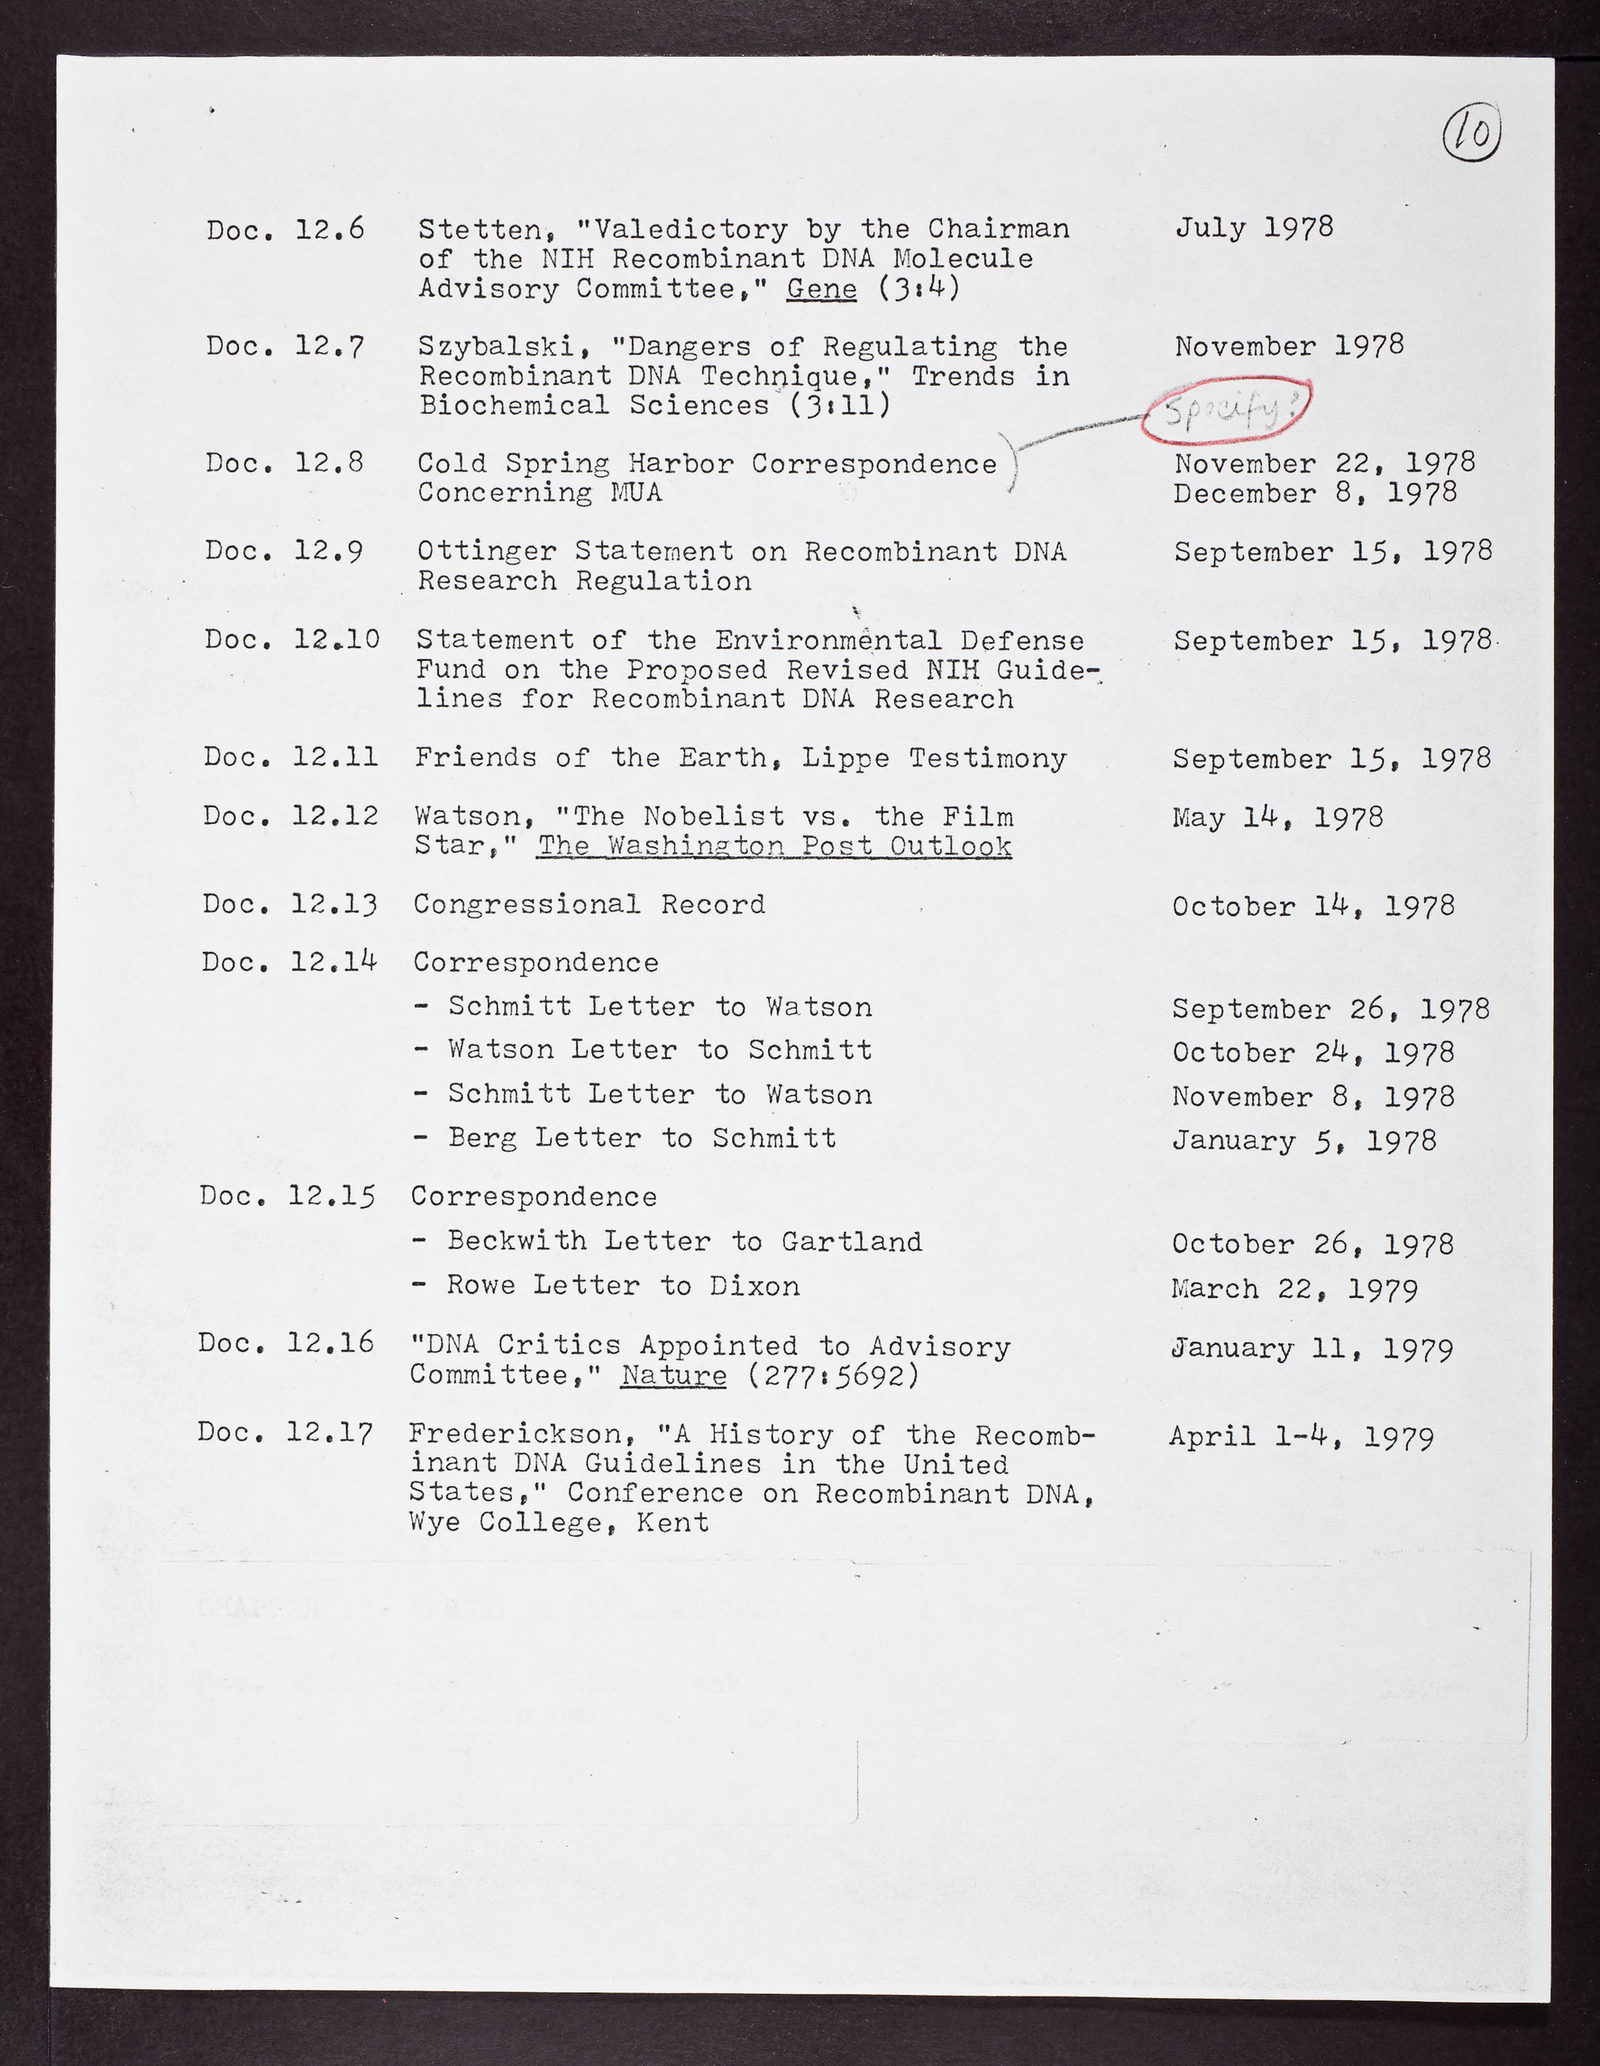 10
Doc. 12.6 Stetten, "Valedictory by the Chairman July 1978
of the NIH Recombinant DNA Molecule
Advisory Committee," Gene (3:4)
Doc. 12.7 Szybalski, "Dangers of Regulating the November 1978
Recombinant DNA Technique," Trends in
Biochemical Sciences (3:11)
Specify?
Doc. 12.8 Cold Spring Harbor Correspondence November 22, 1978
Concerning MUA December 8, 1978
Doc. 12.9 Ottinger Statement on Recombinant DNA September 15, 1978
Research Regulation
Doc. 12.10 Statement of the Environmental Defense September 15, 1978
Fund on the Proposed Revised NIH Guide-
lines for Recombinant DNA Research
Doc. 12.11 Friends of the Earth, Lippe Testimony September 15, 1978
Doc. 12.12 Watson, "The Nobelist vs. the Film May 14, 1978
Star," The Washington Post Outlook
Doc. 12.13 Congressional Record October 14, 1978
Doc. 12.14 Correspondence
- Schmitt Letter to Watson September 26, 1978
- Watson Letter to Schmitt October 24, 1978
- Schmitt Letter to Watson November 8, 1978
- Berg Letter to Schmitt January 5, 1978
Doc. 12.15 Correspondence
- Beckwith Letter to Gartland October 26, 1978
- Rowe Letter to Dixon March 22, 1979
Doc. 12.16 "DNA Critics Appointed to Advisory January 11, 1979
Committee," Nature (277:5692)
Doc. 12.17 Frederickson, "A History of the Recomb- April 1-4, 1979
inant DNA Guidelines in the United
States," Conference on Recombinant DNA,
Wye College, Kent